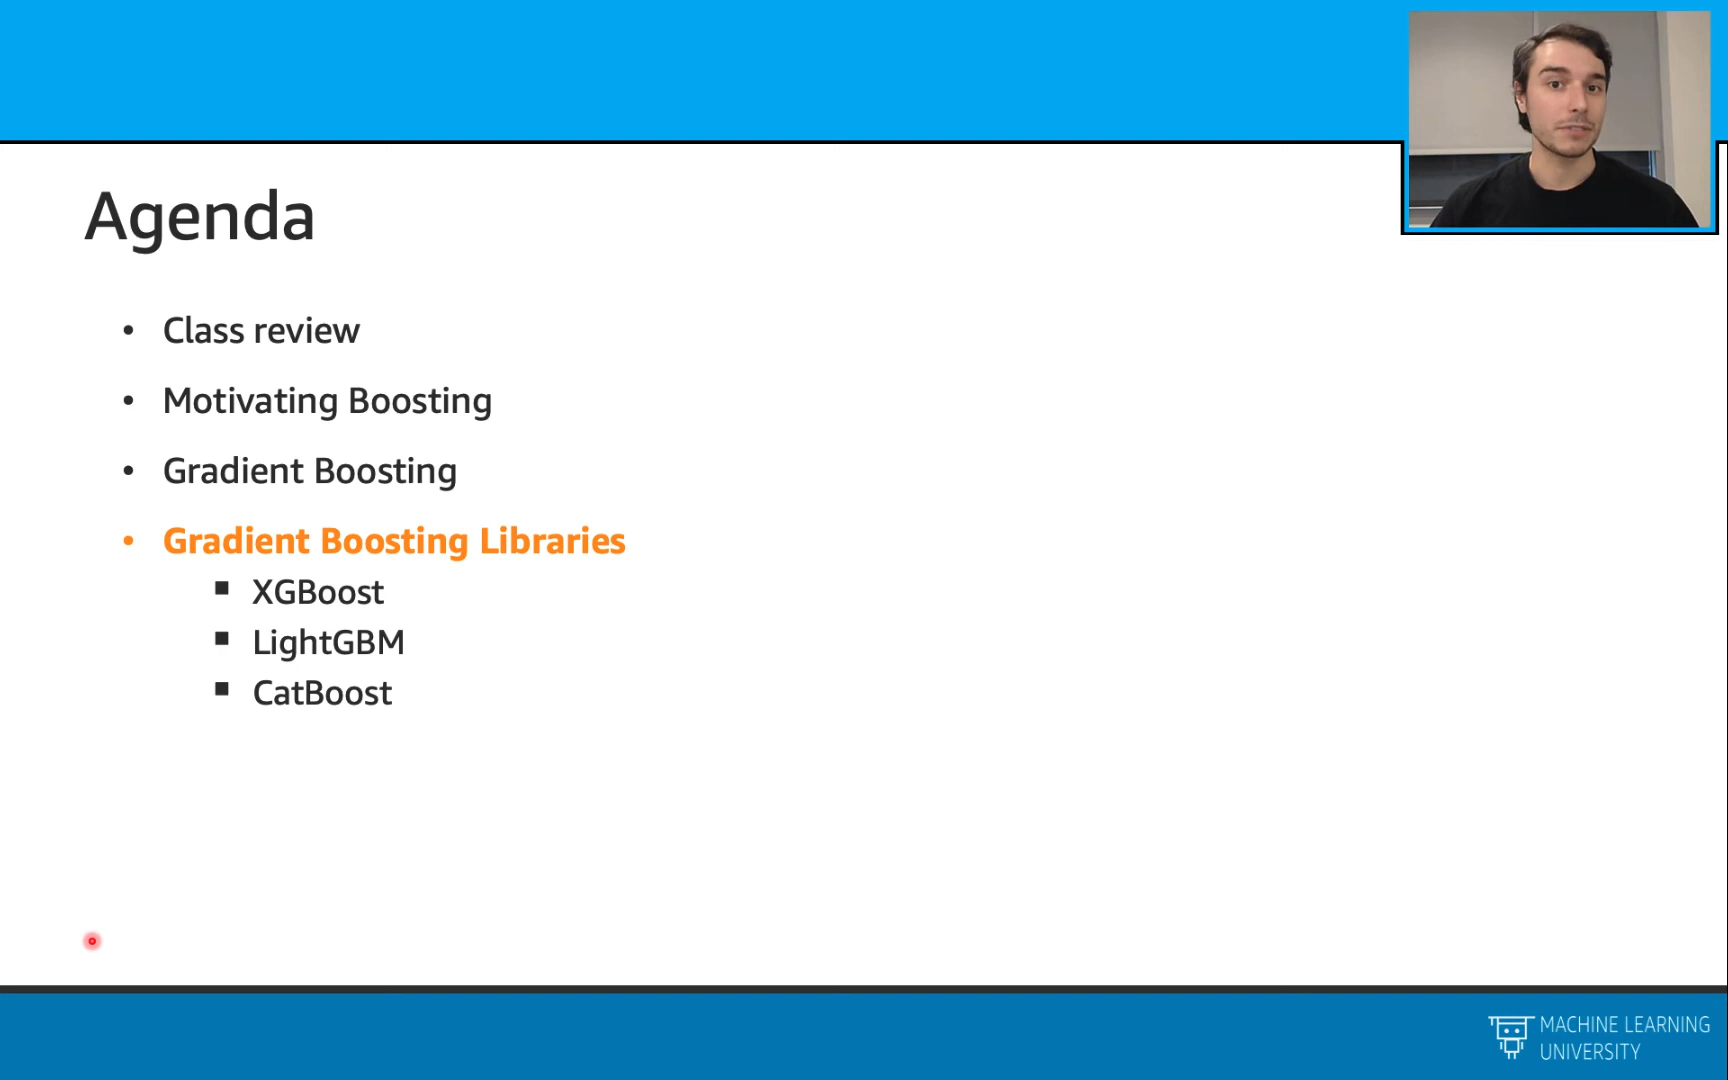 Agenda
• Class review
• Motivating Boosting
• Gradient Boosting
• Gradient Boosting Libraries
■ XGBoost
■ LightGBM
■ CatBoost
MACHINE LEARNING
UNIVERSITY